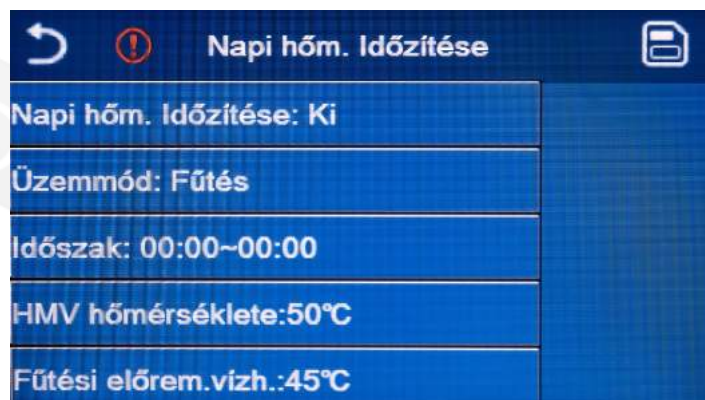 Napi hőm. Időzítése
Napi hőm. Időzítése: Ki
Üzemmód: Fűtés
Időszak: 00:00~00:00
HMV hőmérséklete:50℃
Fűtési előrem.vízh.:45℃